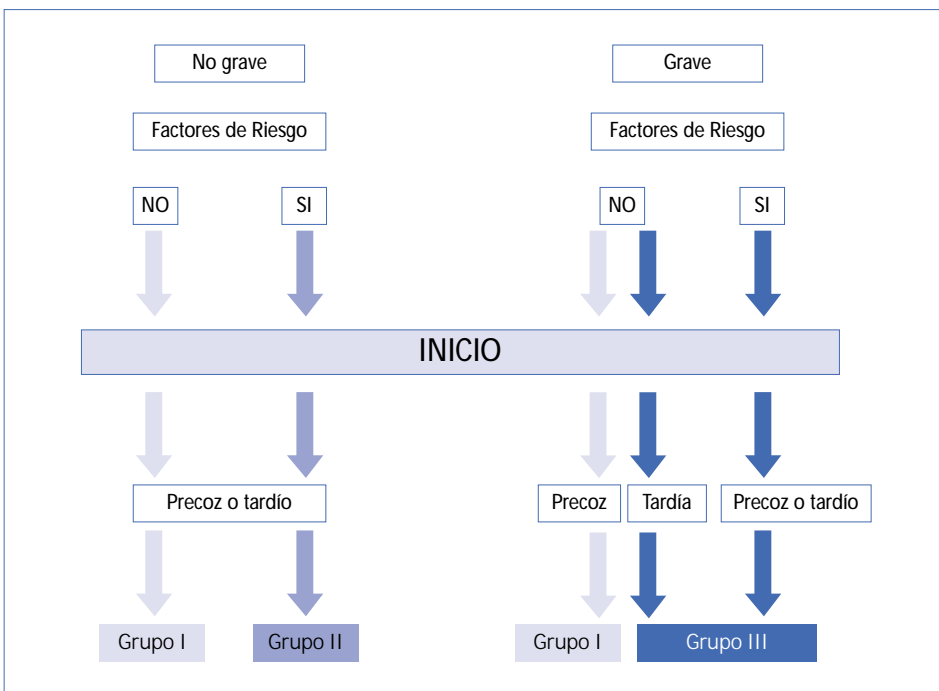 No grave
Grave
Factores de Riesgo
Factores de Riesgo
NO
SI
NO
SI
INICIO
Precoz o tardío
Precoz
Tardía
Precoz o tardío
Grupo I
Grupo II
Grupo I
Grupo III